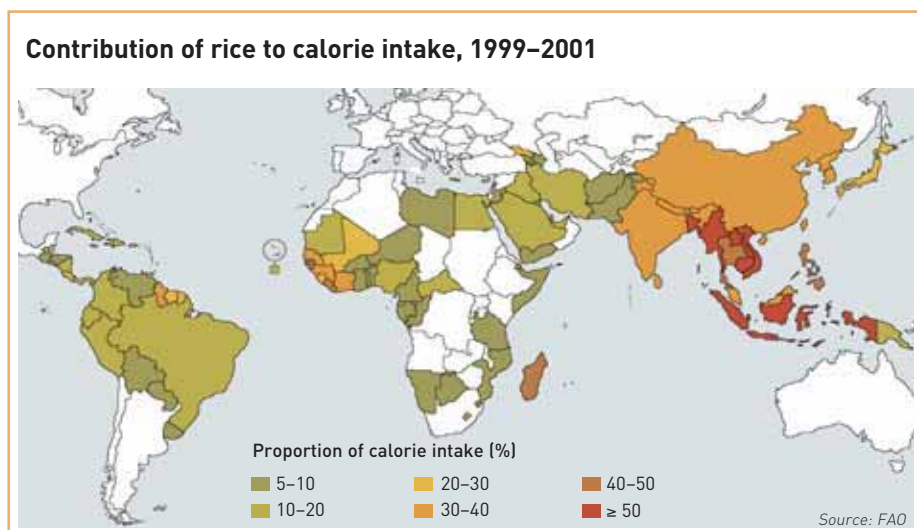 Contribution of rice to calorie intake, 1999–2001
Proportion of calorie intake (%)
5–10
20–30
40–50
10–20
30–40
≥ 50
Source: FAO